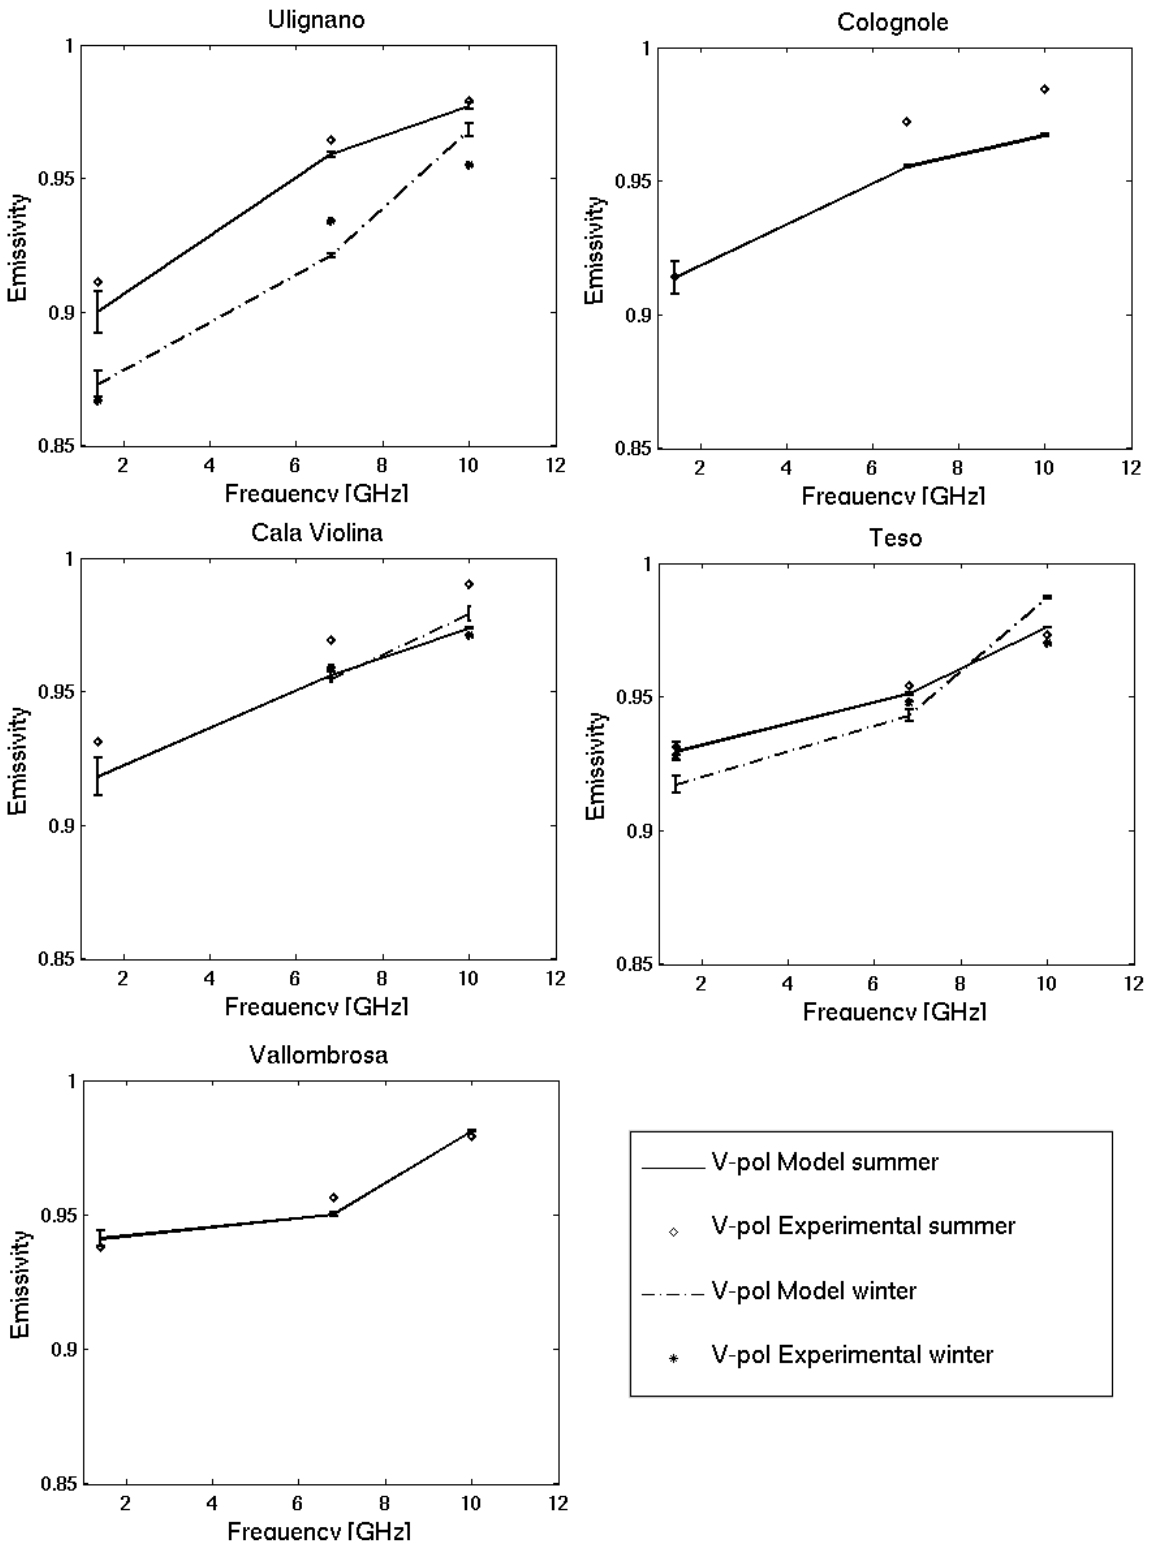 Ulignano
1
0.95
0.9
0.85
Emissivity
2 4 6 8 10 12
Frequency [GHz]
Colognole
1
0.95
0.9
0.85
Emissivity
2 4 6 8 10 12
Frequency [GHz]
Cala Violina
1
0.95
0.9
0.85
Emissivity
2 4 6 8 10 12
Frequency [GHz]
Teso
1
0.95
0.9
0.85
Emissivity
2 4 6 8 10 12
Frequency [GHz]
Vallombrosa
1
0.95
0.9
0.85
Emissivity
2 4 6 8 10 12
Frequency [GHz]
V-pol Model summer
V-pol Experimental summer
V-pol Model winter
V-pol Experimental winter